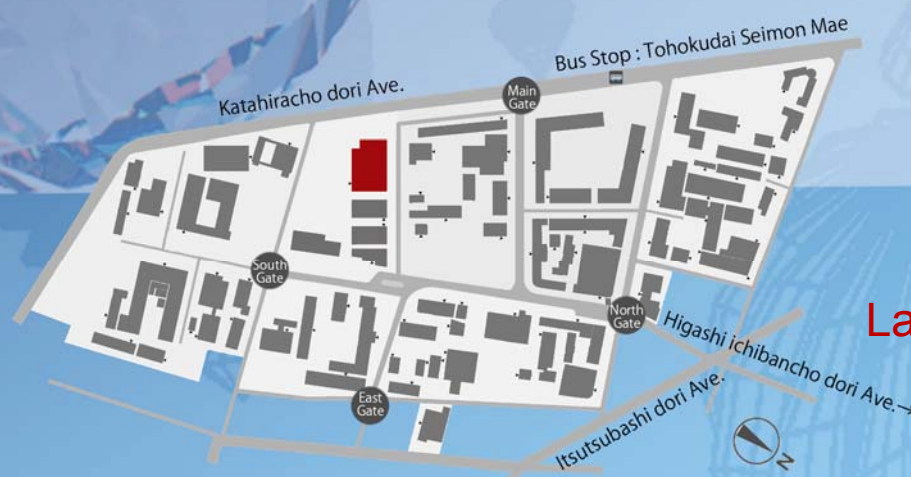 Bus Stop : Tohokudai Seimon Mae
Katahiracho dori Ave.
Main
Gate
South
Gate
North
Gate
La
Higashi ichibancho dori Ave.→
East
Gate
Itsutsubashi dori Ave.
N